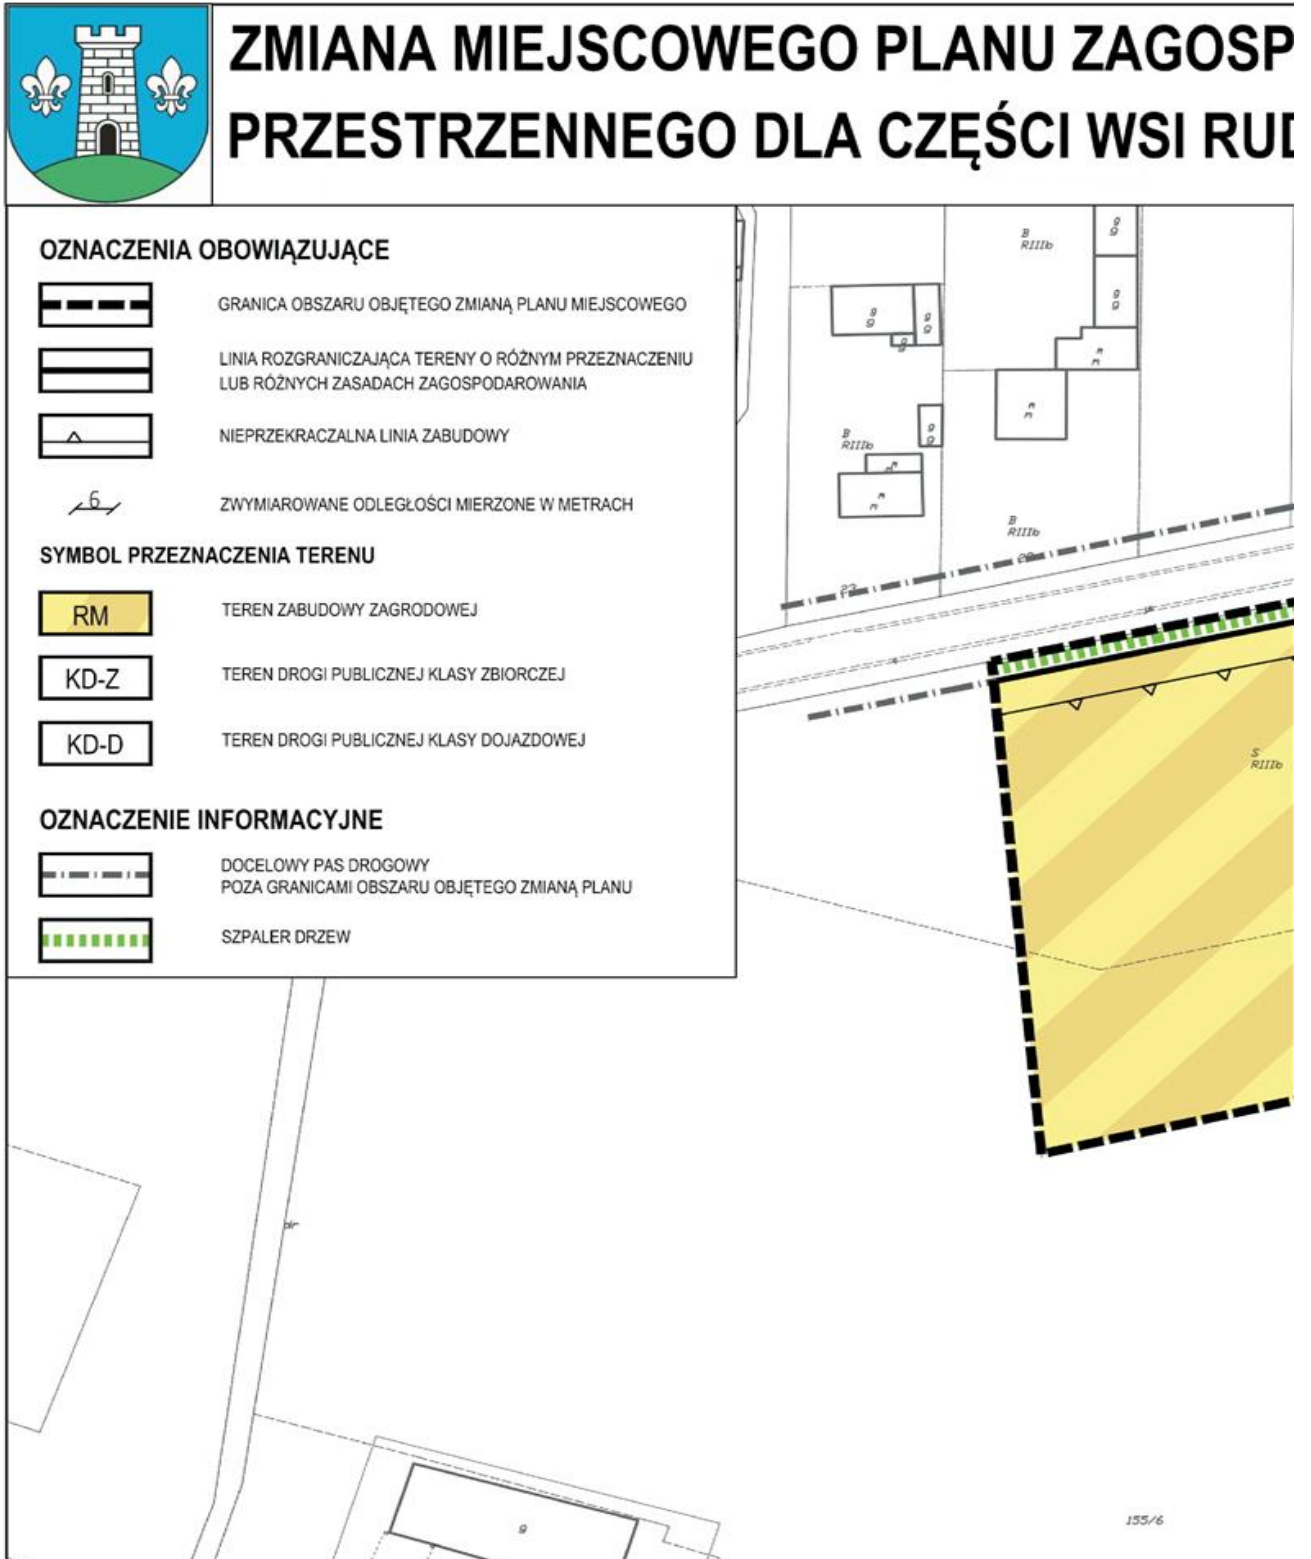 ZMIANA MIEJSCOWEGO PLANU ZAGOSP
PRZESTRZENNEGO DLA CZĘŚCI WSI RUD
OZNACZENIA OBOWIĄZUJĄCE
GRANICA OBSZARU OBJĘTEGO ZMIANĄ PLANU MIEJSCOWEGO
LINIA ROZGRANICZAJĄCA TERENY O RÓŻNYM PRZEZNACZENIU
LUB RÓŻNYCH ZASADACH ZAGOSPODAROWANIA
NIEPRZEKRACZALNA LINIA ZABUDOWY
6 ZWYMIAROWANE ODLEGŁOŚCI MIERZONE W METRACH
SYMBOL PRZEZNACZENIA TERENU
RM TEREN ZABUDOWY ZAGRODOWEJ
KD-Z TEREN DROGI PUBLICZNEJ KLASY ZBIORCZEJ
KD-D TEREN DROGI PUBLICZNEJ KLASY DOJAZDOWEJ
OZNACZENIE INFORMACYJNE
DOCELOWY PAS DROGOWY
POZA GRANICAMI OBSZARU OBJĘTEGO ZMIANĄ PLANU
SZPALER DRZEW
B
RIIIb
g
g
g
g
g
g
g
g
g
g
m
m
m
m
g
g
B
RIIIb
m
m
B
RIIIb
S
RIIIb
dr
g
155/6